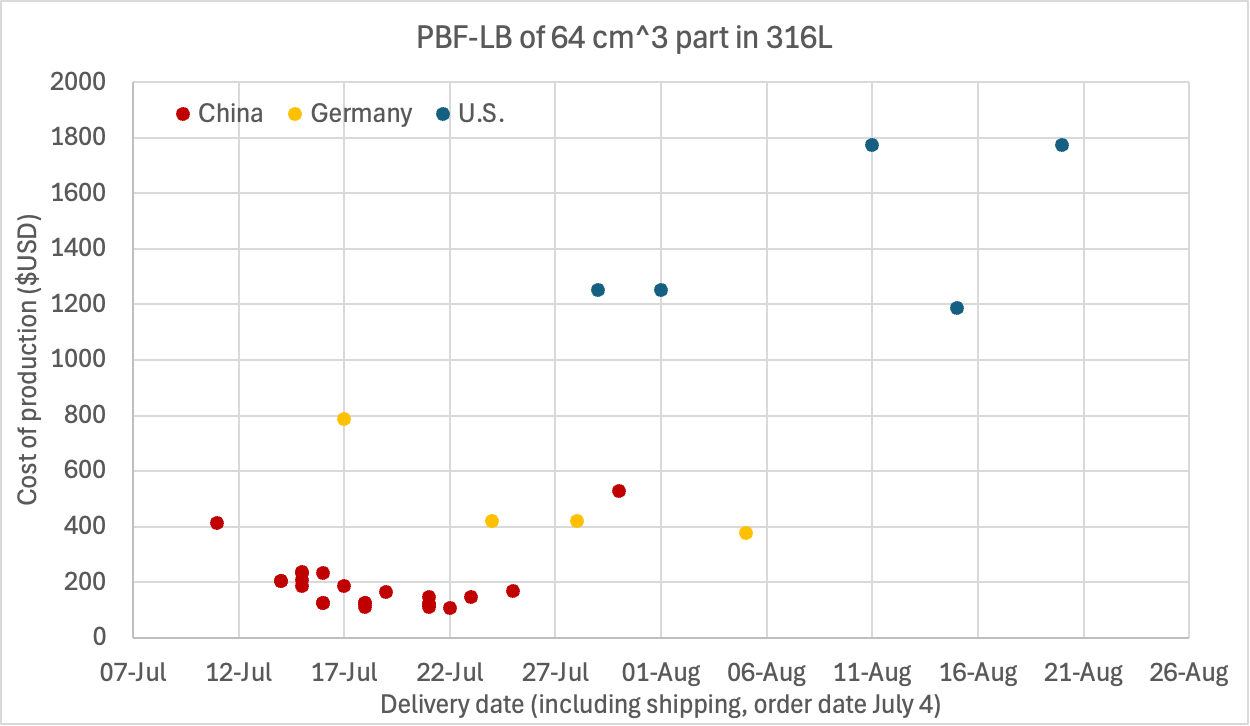 PBF-LB of 64 cm^3 part in 316L
China Germany U.S.
Cost of production ($USD)
2000
1800
1600
1400
1200
1000
800
600
400
200
0
07-Jul 12-Jul 17-Jul 22-Jul 27-Jul 01-Aug 06-Aug 11-Aug 16-Aug 21-Aug 26-Aug
Delivery date (including shipping, order date July 4)